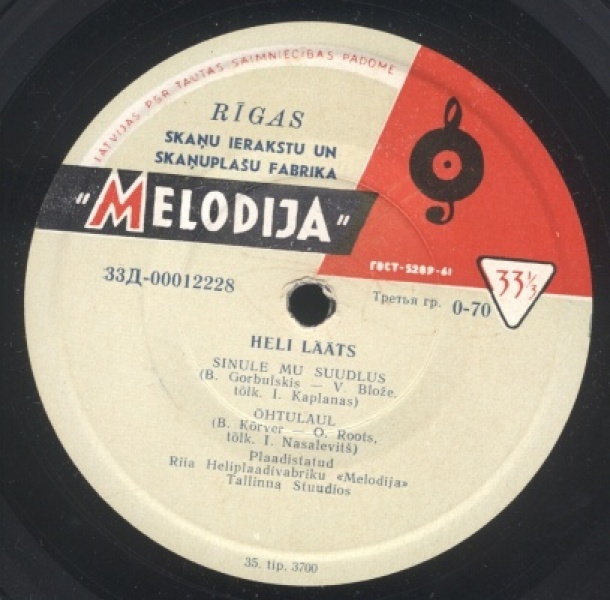 LATVIJAS PSR TAUTAS SAIMNIECĪBAS PADOME
RĪGAS
SKAŅU IERAKSTU UN
SKAŅUPLAŠU FABRIKA
"MELODIJA"
ГОСТ-5289-61
33⅓
33Д-00012228
Третья гр. 0-70
HELI LÄÄTS
SINULE MU SUUDLUS
(B. Gorbuļskis — V. Blože,
tõlk. I. Kaplanas)
ÕHTULAUL
(B. Kõrver — O. Roots,
tõlk. I. Nasalevitš)
Plaadistatud
Riia Heliplaadivabriku «Melodija»
Tallinna Stuudios
35. tip. 3700